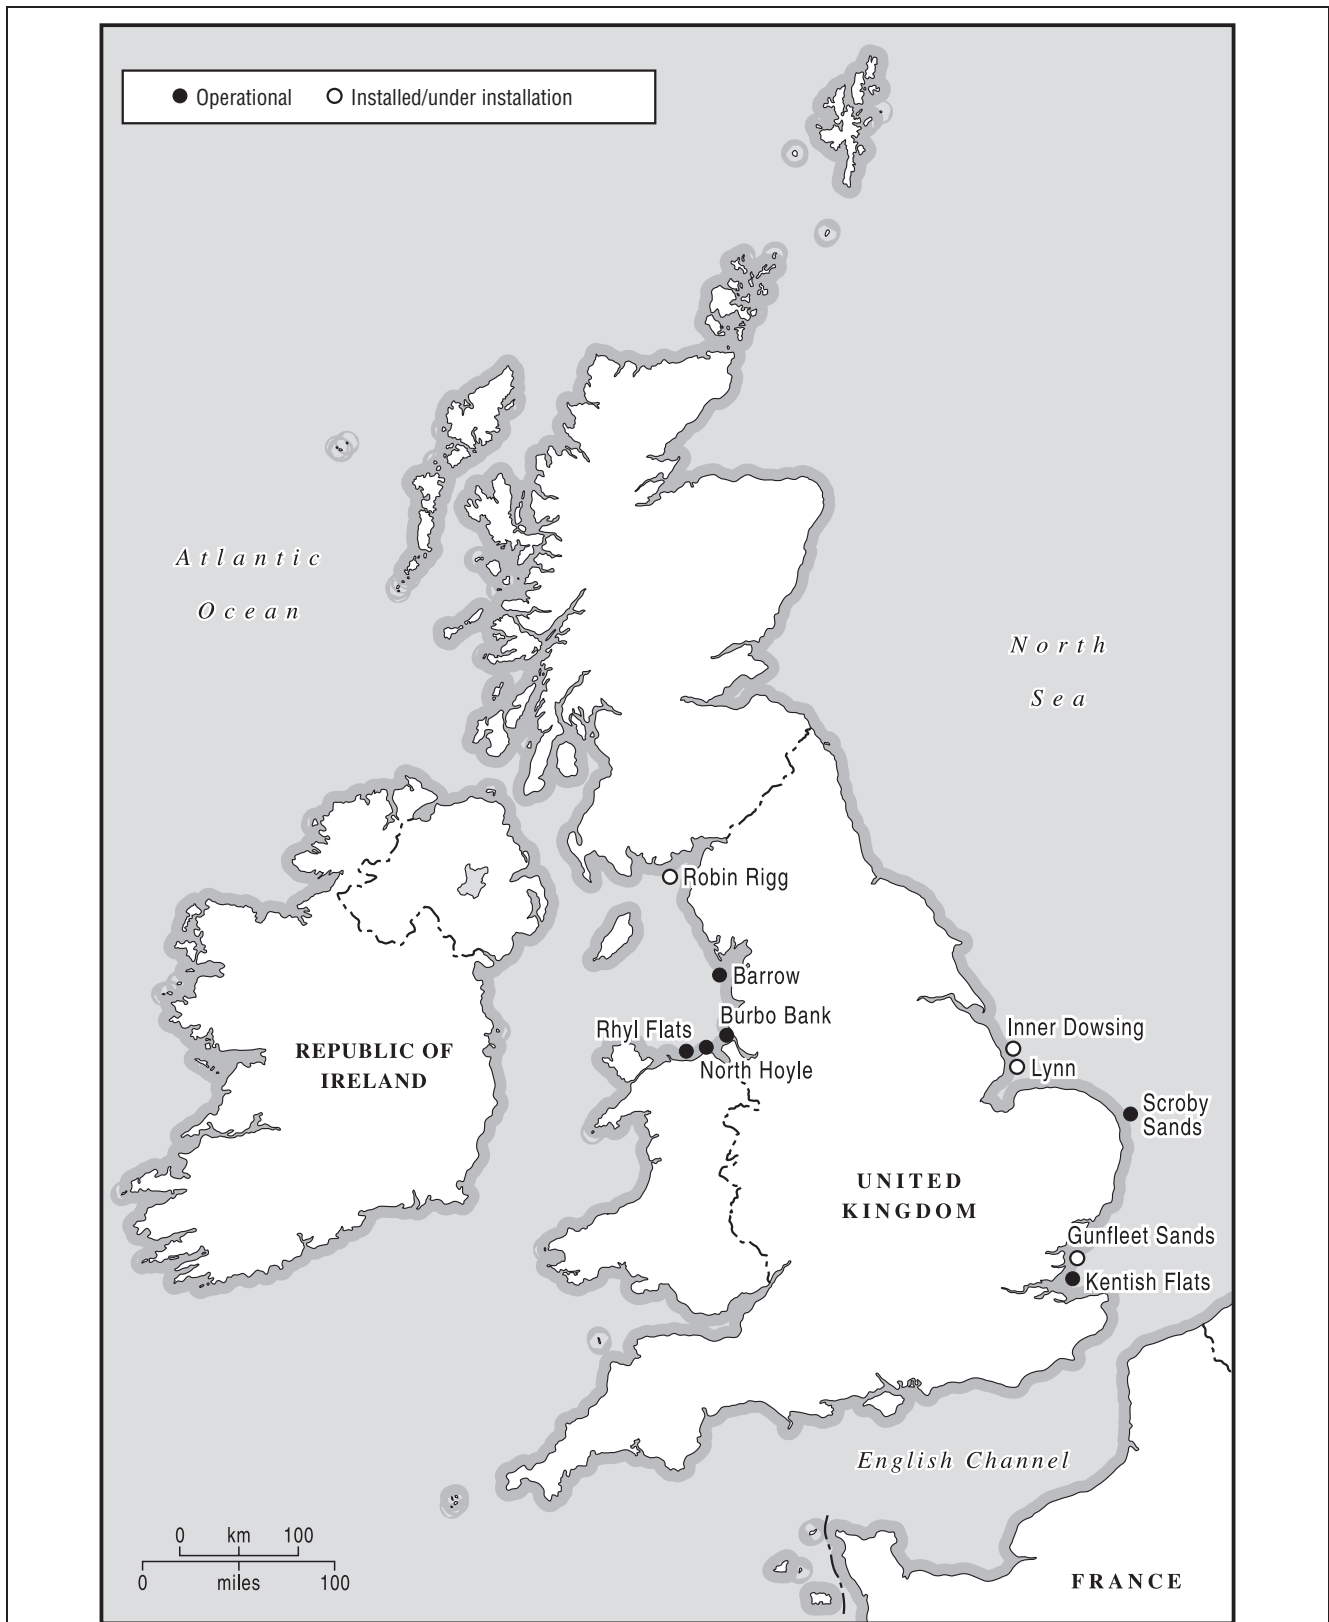 Operational
Installed/under installation
Atlantic
Ocean
North
Sea
Robin Rigg
Barrow
Burbo Bank
Rhyl Flats
North Hoyle
Inner Dowsing
Lynn
Scroby
Sands
REPUBLIC OF
IRELAND
UNITED
KINGDOM
Gunfleet Sands
Kentish Flats
English Channel
FRANCE
0 km 100
0 miles 100